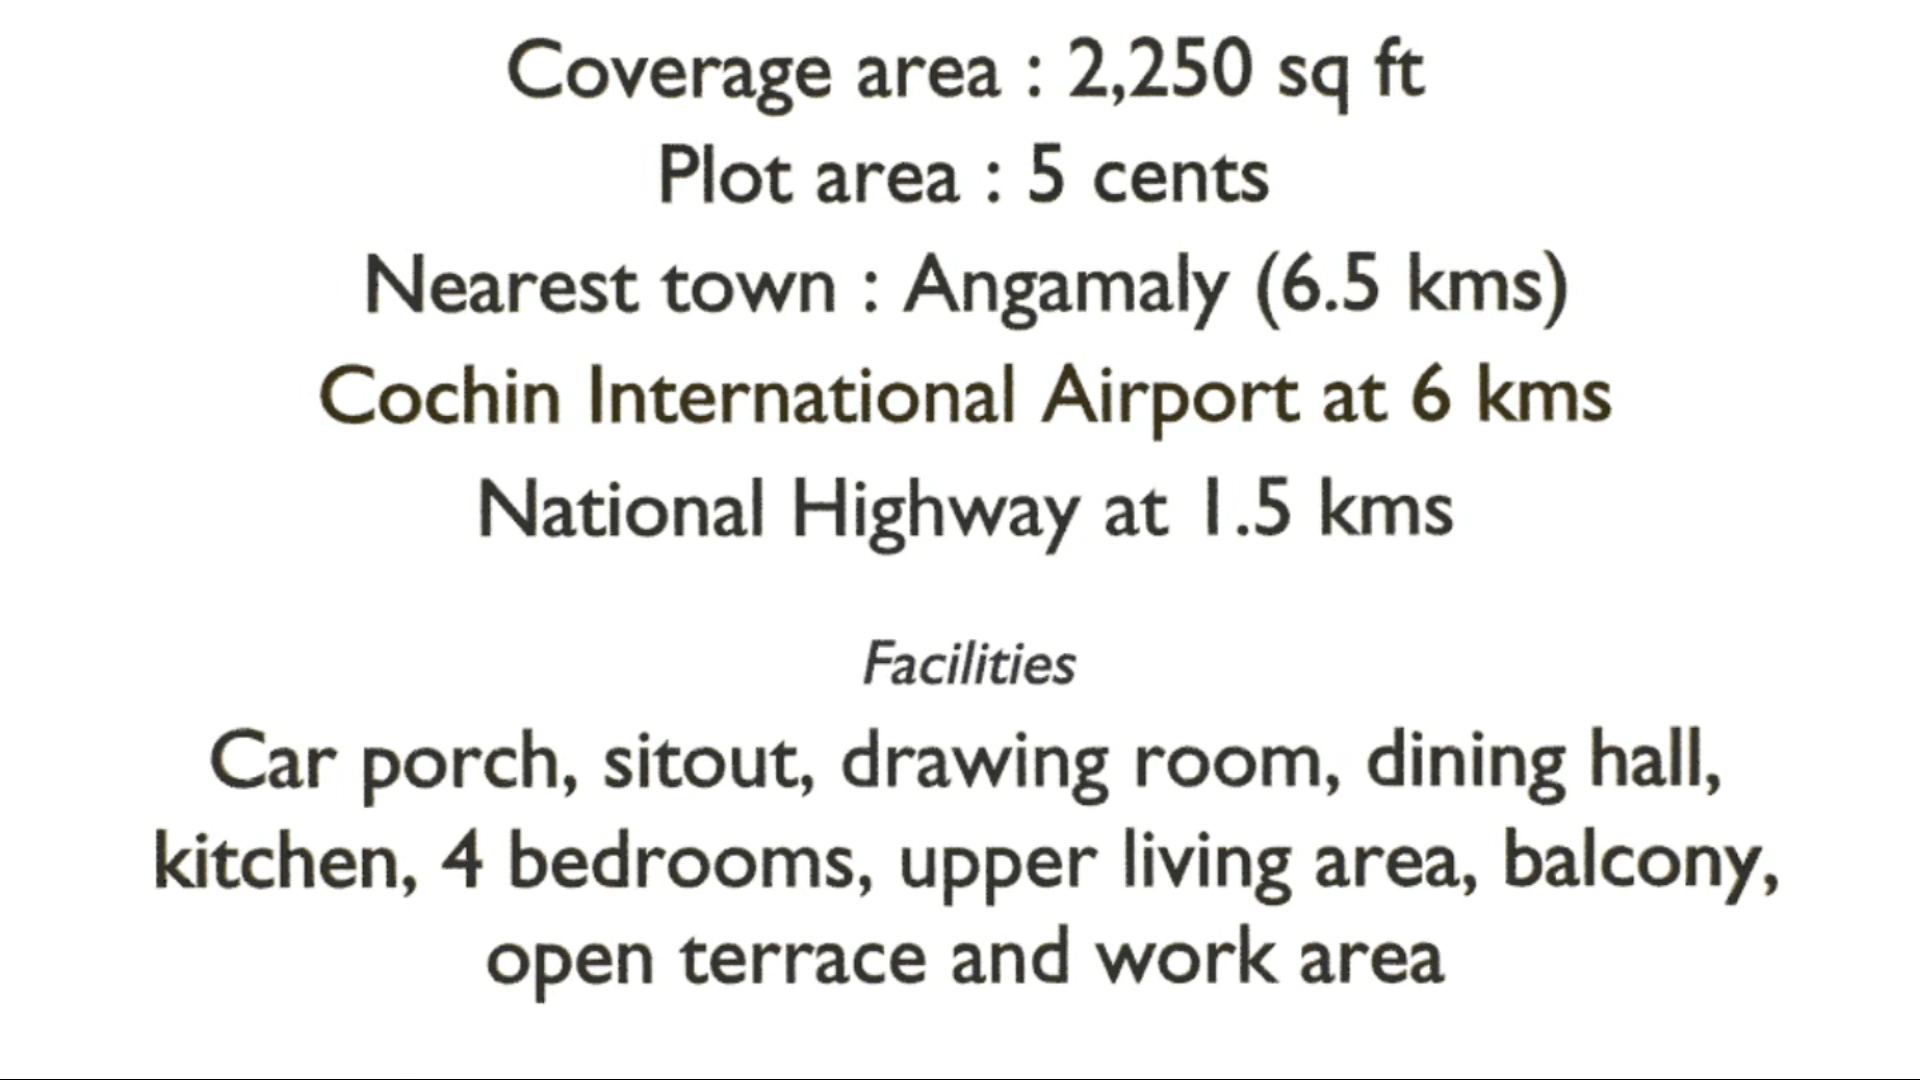 Coverage area : 2,250 sq ft
Plot area : 5 cents
Nearest town : Angamaly (6.5 kms)
Cochin International Airport at 6 kms
National Highway at 1.5 kms
Facilities
Car porch, sitout, drawing room, dining hall,
kitchen, 4 bedrooms, upper living area, balcony,
open terrace and work area